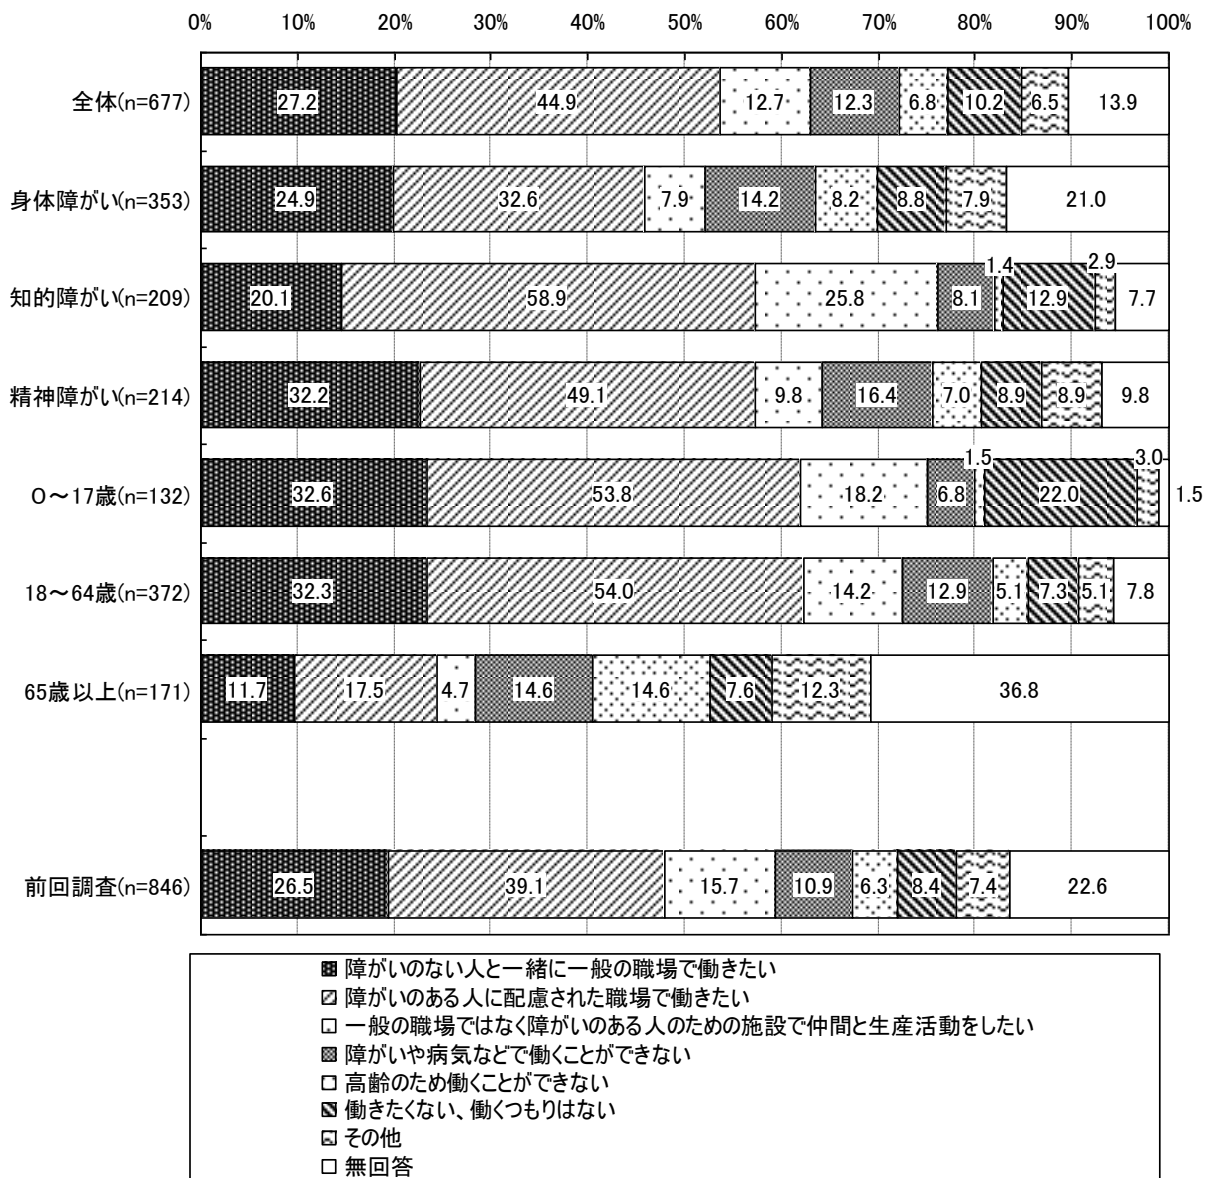 0% 10% 20% 30% 40% 50% 60% 70% 80% 90% 100%
全体(n=677) 27.2 44.9 12.7 12.3 6.8 10.2 6.5 13.9
身体障がい(n=353) 24.9 32.6 7.9 14.2 8.2 8.8 7.9 21.0
知的障がい(n=209) 20.1 58.9 25.8 8.1 1.4 12.9 2.9 7.7
精神障がい(n=214) 32.2 49.1 9.8 16.4 7.0 8.9 8.9 9.8
0～17歳(n=132) 32.6 53.8 18.2 6.8 1.5 22.0 3.0 1.5
18～64歳(n=372) 32.3 54.0 14.2 12.9 5.1 7.3 5.1 7.8
65歳以上(n=171) 11.7 17.5 4.7 14.6 14.6 7.6 12.3 36.8
前回調査(n=846) 26.5 39.1 15.7 10.9 6.3 8.4 7.4 22.6
障がいのない人と一緒に一般の職場で働きたい
障がいのある人に配慮された職場で働きたい
一般の職場ではなく障がいのある人のための施設で仲間と生産活動をしたい
障がいや病気などで働くことができない
高齢のため働くことができない
働きたくない、働くつもりはない
その他
無回答